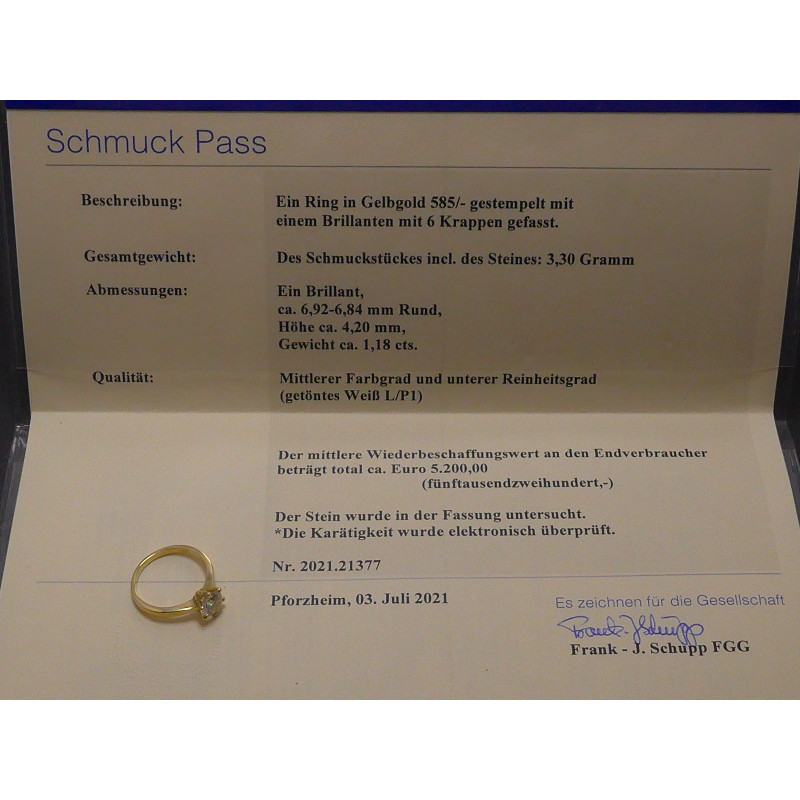 Schmuck Pass
Beschreibung: Ein Ring in Gelbgold 585/- gestempelt mit
einem Brillanten mit 6 Krappen gefasst.
Gesamtgewicht: Des Schmuckstückes incl. des Steines: 3,30 Gramm
Abmessungen: Ein Brillant,
ca. 6,92-6,84 mm Rund,
Höhe ca. 4,20 mm,
Gewicht ca. 1,18 cts.
Qualität: Mittlerer Farbgrad und unterer Reinheitsgrad
(getöntes Weiß L/P1)
Der mittlere Wiederbeschaffungswert an den Endverbraucher
beträgt total ca. Euro 5.200,00
(fünftausendzweihundert,-)
Der Stein wurde in der Fassung untersucht.
*Die Karätigkeit wurde elektronisch überprüft.
Nr. 2021.21377
Pforzheim, 03. Juli 2021
Es zeichnen für die Gesellschaft
Frank-J. Schupp
Frank - J. Schupp FGG